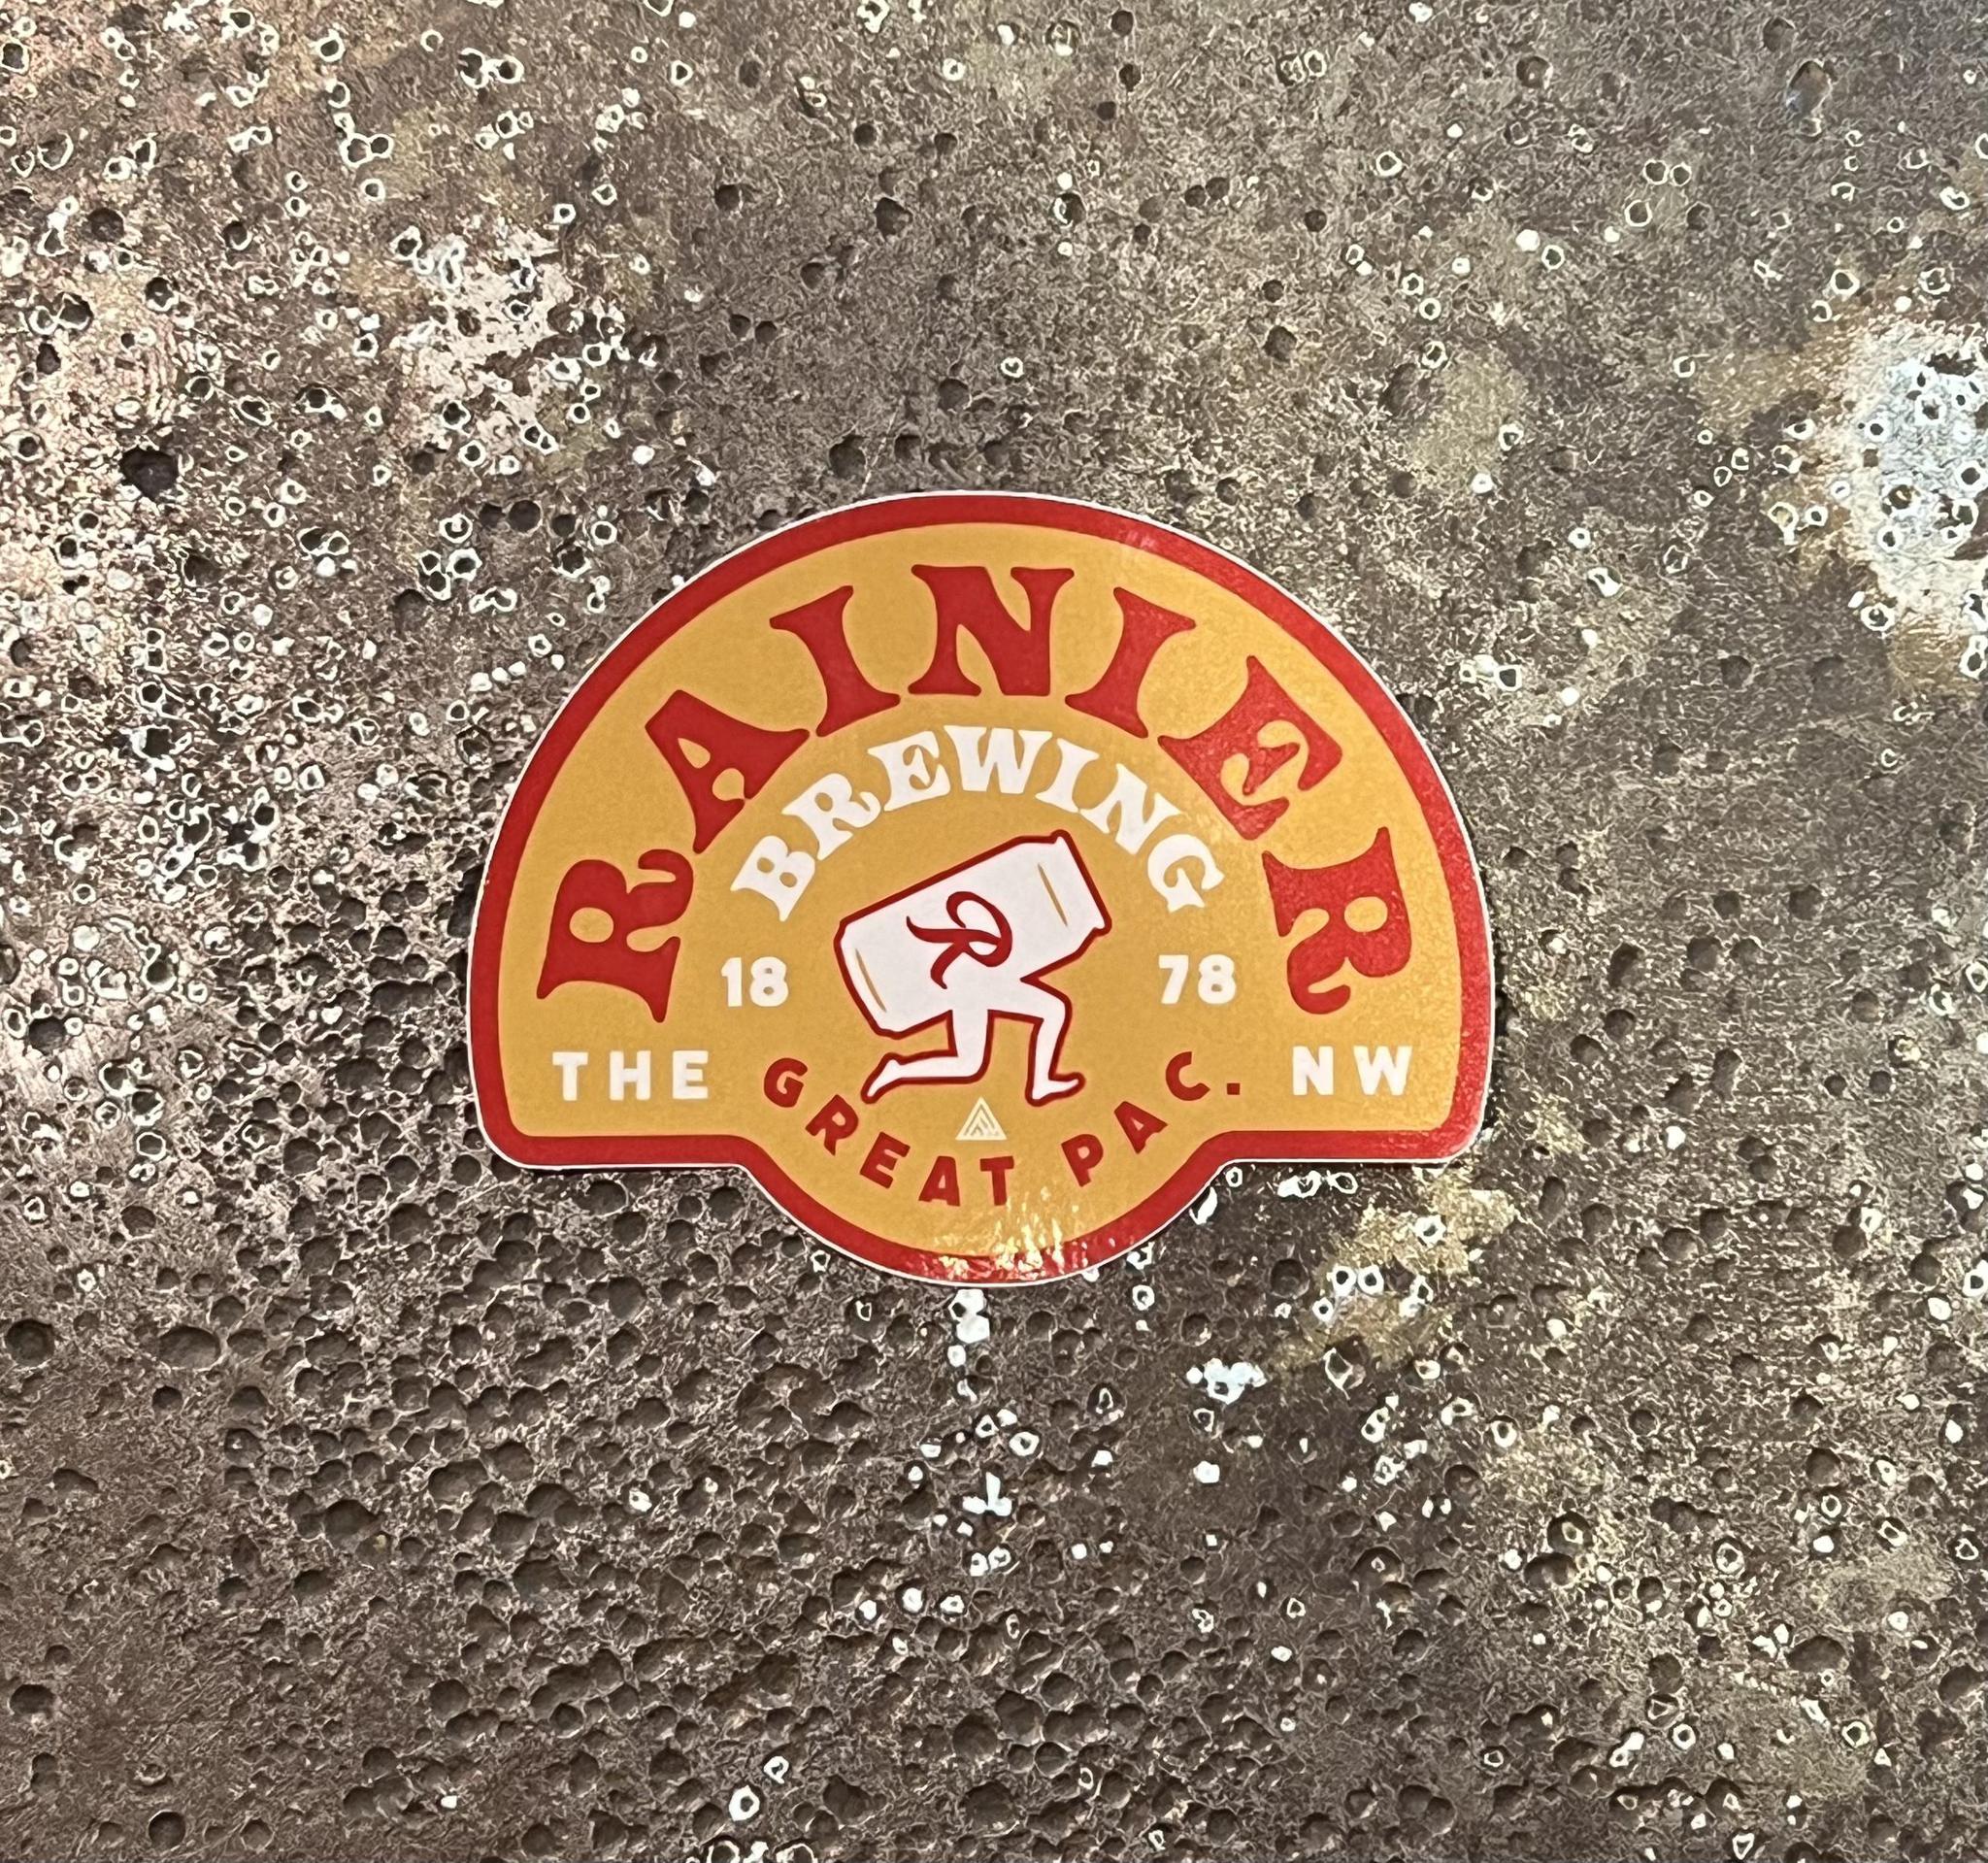 RAINIER
BREWING
R
18 78
THE GREAT PAC. NW